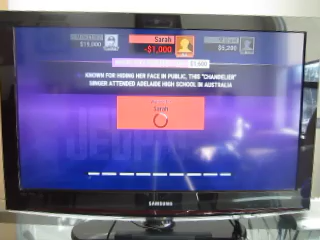 Sarah
$15,000
-$1,000
$5,200
$1,600
KNOWN FOR HIDING HER FACE IN PUBLIC, THIS "CHANDELIER"
SINGER ATTENDED ADELAIDE HIGH SCHOOL IN AUSTRALIA
Sarah
JEOPA
SAMSUNG